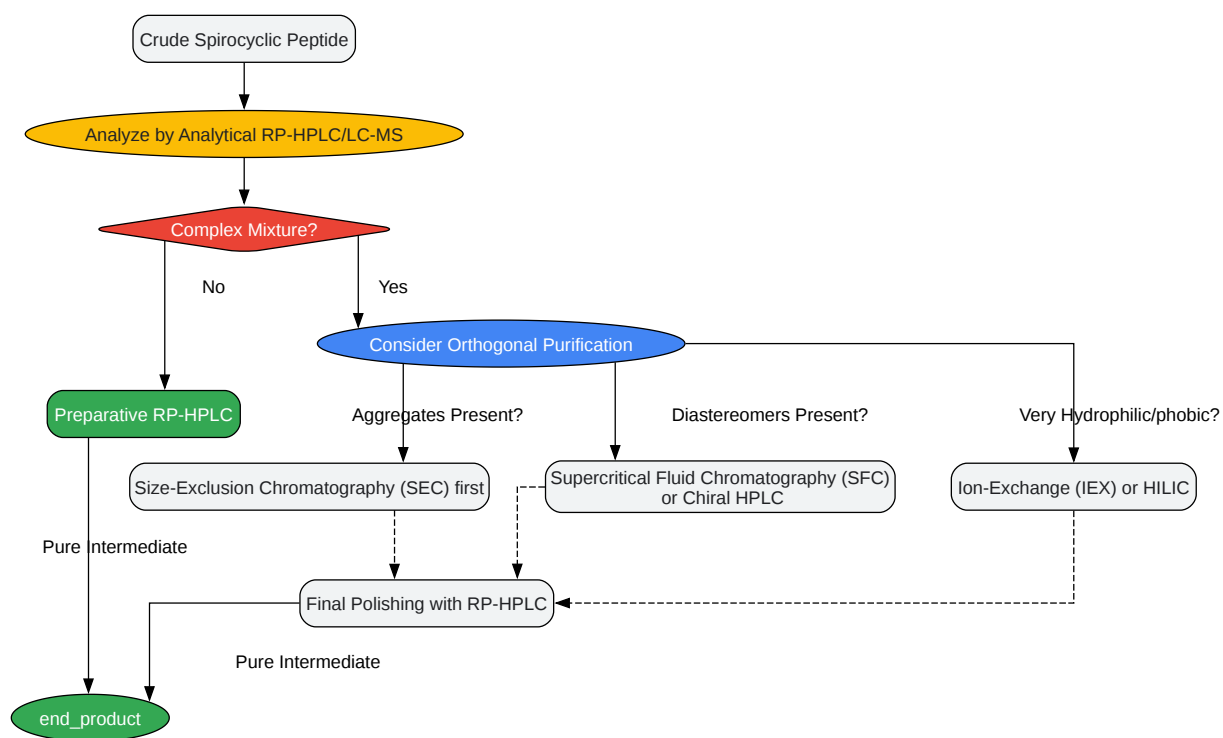 Crude Spirocyclic Peptide
Analyze by Analytical RP-HPLC/LC-MS
Complex Mixture?
No
Yes
Consider Orthogonal Purification
Preparative RP-HPLC
Aggregates Present?
Diastereomers Present?
Very Hydrophilic/phobic?
Size-Exclusion Chromatography (SEC) first
Supercritical Fluid Chromatography (SFC)
or Chiral HPLC
Ion-Exchange (IEX) or HILIC
Pure Intermediate
Final Polishing with RP-HPLC
Pure Intermediate
end_product